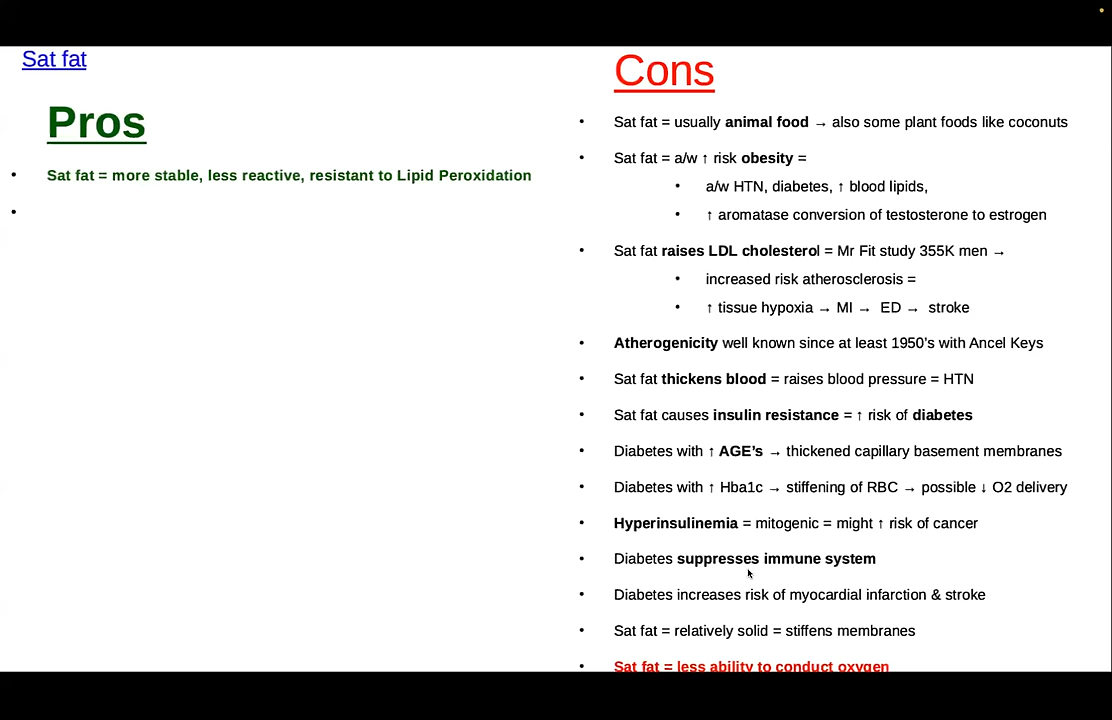 Sat fat
Pros
• Sat fat = more stable, less reactive, resistant to Lipid Peroxidation
•
Cons
• Sat fat = usually animal food → also some plant foods like coconuts
• Sat fat = a/w ↑ risk obesity =
• a/w HTN, diabetes, ↑ blood lipids,
• ↑ aromatase conversion of testosterone to estrogen
• Sat fat raises LDL cholesterol = Mr Fit study 355K men →
• increased risk atherosclerosis =
• ↑ tissue hypoxia → MI → ED → stroke
• Atherogenicity well known since at least 1950's with Ancel Keys
• Sat fat thickens blood = raises blood pressure = HTN
• Sat fat causes insulin resistance = ↑ risk of diabetes
• Diabetes with ↑ AGE's → thickened capillary basement membranes
• Diabetes with ↑ Hba1c → stiffening of RBC → possible ↓ O2 delivery
• Hyperinsulinemia = mitogenic = might ↑ risk of cancer
• Diabetes suppresses immune system
• Diabetes increases risk of myocardial infarction & stroke
• Sat fat = relatively solid = stiffens membranes
• Sat fat = less ability to conduct oxygen